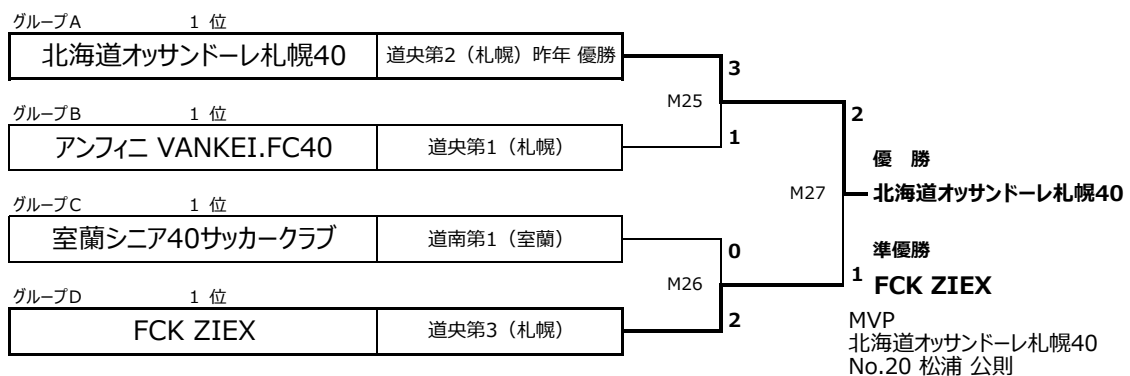 グループA 1 位
北海道オッサンドーレ札幌40 道央第2（札幌）昨年 優勝
3
M25
グループB 1 位
2
アンフィニ VANKEI.FC40 道央第1（札幌）
1
優 勝
M27
北海道オッサンドーレ札幌40
グループC 1 位
室蘭シニア40サッカークラブ 道南第1（室蘭）
0
準優勝
M26
1
FCK ZIEX
グループD 1 位
FCK ZIEX 道央第3（札幌）
2
MVP
北海道オッサンドーレ札幌40
No.20 松浦 公則